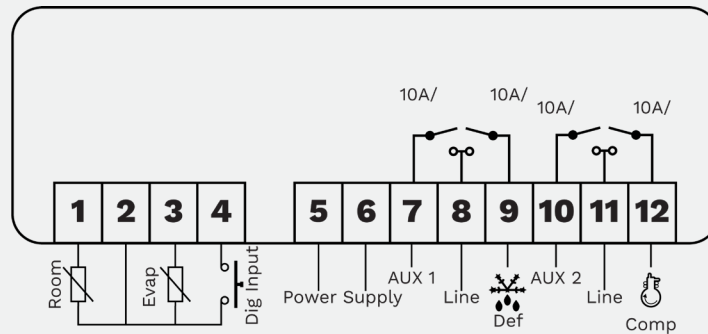 10A/ 10A/ 10A/ 10A/
1 2 3 4 5 6 7 8 9 10 11 12
Room Evap Dig Input
AUX 1 AUX 2
Power Supply Line Line
Def Comp